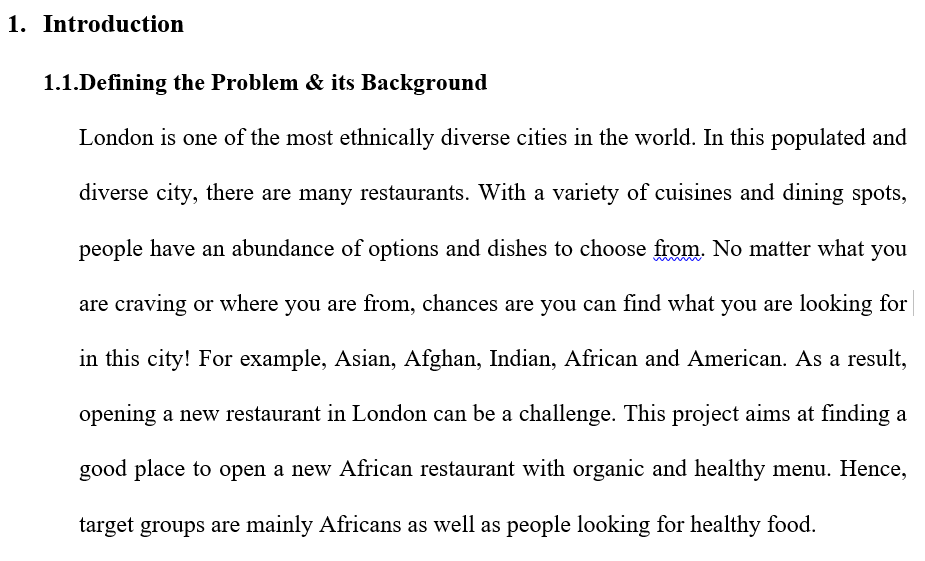 1. Introduction
1.1.Defining the Problem & its Background
London is one of the most ethnically diverse cities in the world. In this populated and
diverse city, there are many restaurants. With a variety of cuisines and dining spots,
people have an abundance of options and dishes to choose from. No matter what you
are craving or where you are from, chances are you can find what you are looking for
in this city! For example, Asian, Afghan, Indian, African and American. As a result,
opening a new restaurant in London can be a challenge. This project aims at finding a
good place to open a new African restaurant with organic and healthy menu. Hence,
target groups are mainly Africans as well as people looking for healthy food.